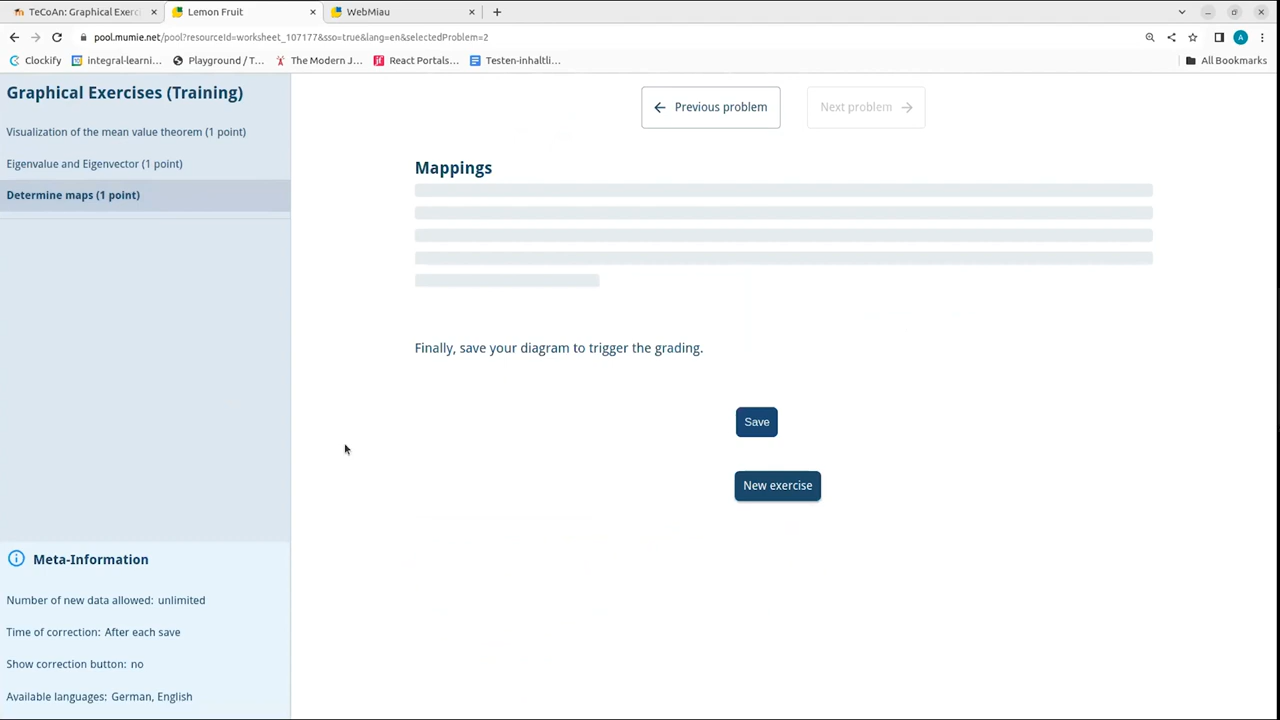 TeCoAn: Graphical Exerci
Lemon Fruit
WebMiau
pool.mumie.net/pool?resourceId=worksheet_107177&sso=true&lang=en&selectedProblem=2
A
Clockify
integral-learni...
Playground / T...
The Modern J...
React Portals...
Testen-inhaltli...
All Bookmarks
Graphical Exercises (Training)
Visualization of the mean value theorem (1 point)
Eigenvalue and Eigenvector (1 point)
Determine maps (1 point)
Previous problem
Next problem
Mappings
Finally, save your diagram to trigger the grading.
Save
New exercise
Meta-Information
Number of new data allowed: unlimited
Time of correction: After each save
Show correction button: no
Available languages: German, English